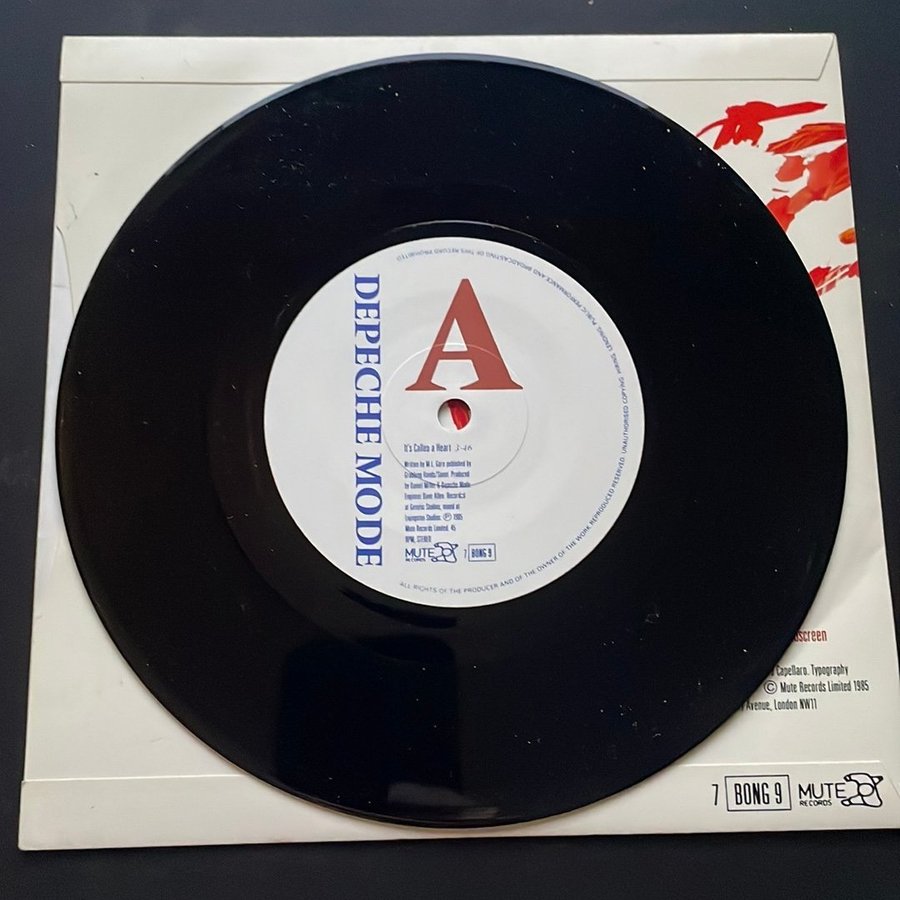 DEPECHE MODE
A
It's Called a Heart 3·46
Written by M.L. Gore published by
Grabbing Hands/Sonet. Produced
by Daniel Miller & Depeche Mode
Engineer Dave Allen. Recorded
at Genetic Studios, mixed at
Livingston Studios. Ⓟ 1985
Mute Records Limited. 45
RPM, STEREO
MUTE RECORDS 7 BONG 9
ALL RIGHTS OF THE PRODUCER AND OF THE OWNER OF THE WORK REPRODUCED RESERVED. UNAUTHORISED COPYING, HIRING, LENDING, PUBLIC PERFORMANCE AND BROADCASTING OF THIS RECORD PROHIBITED
Capellaro. Typography
© Mute Records Limited 1985
Avenue, London NW11
7 BONG 9 MUTE RECORDS